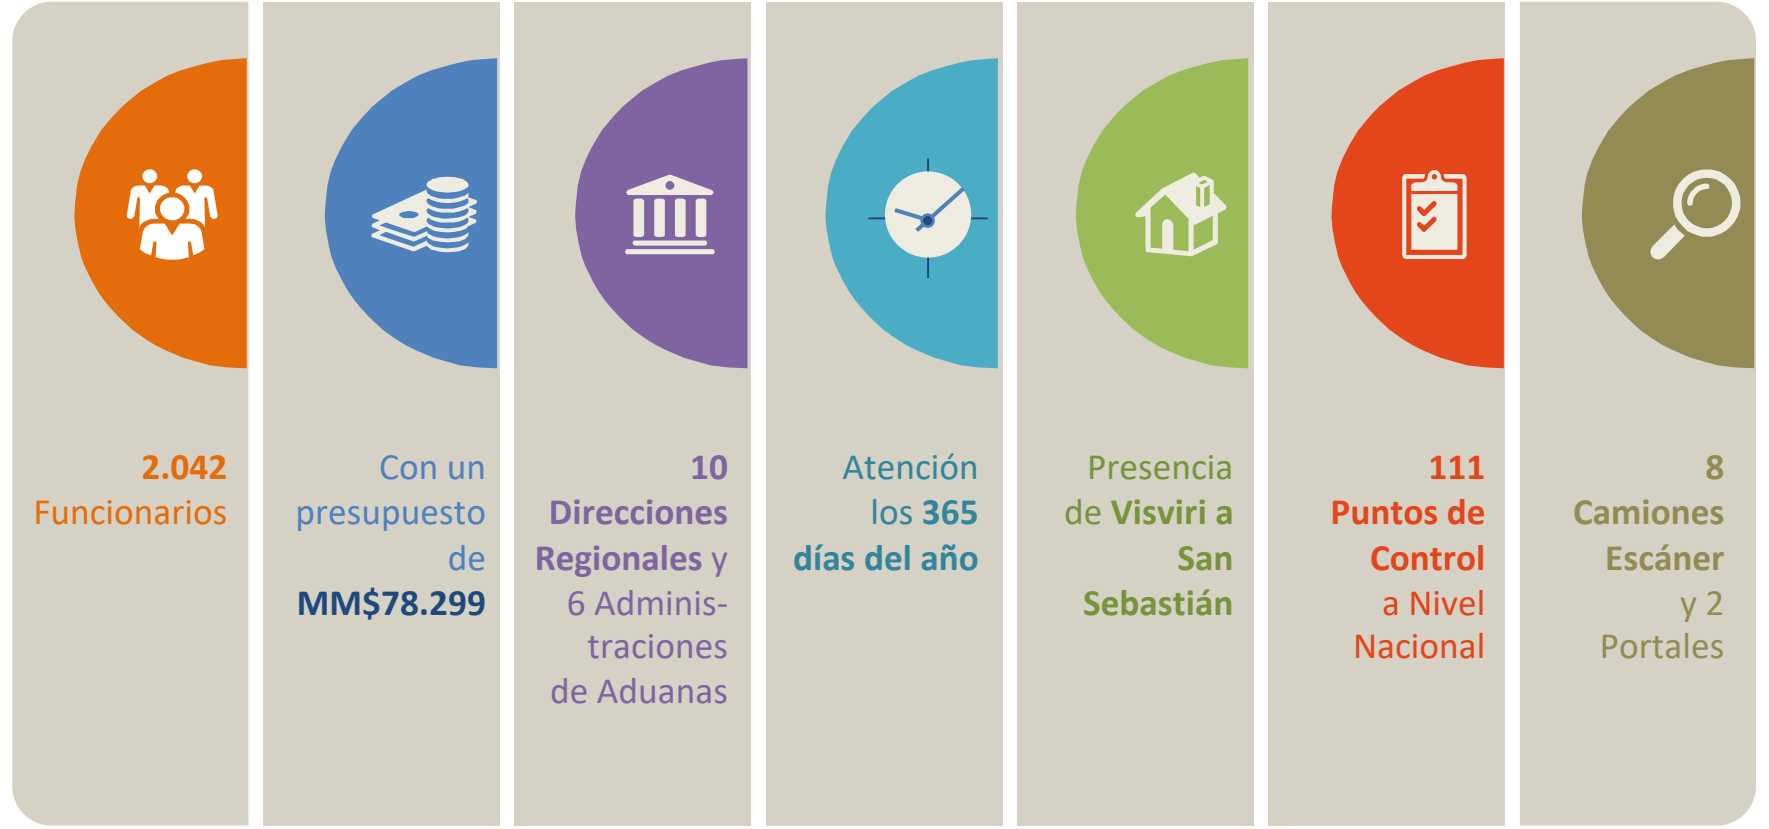 2.042
Funcionarios
Con un
presupuesto
de
MM$78.299
10
Direcciones
Regionales y
6 Adminis-
traciones
de Aduanas
Atención
los 365
días del año
Presencia
de Visviri a
San
Sebastián
111
Puntos de
Control
a Nivel
Nacional
8
Camiones
Escáner
y 2
Portales